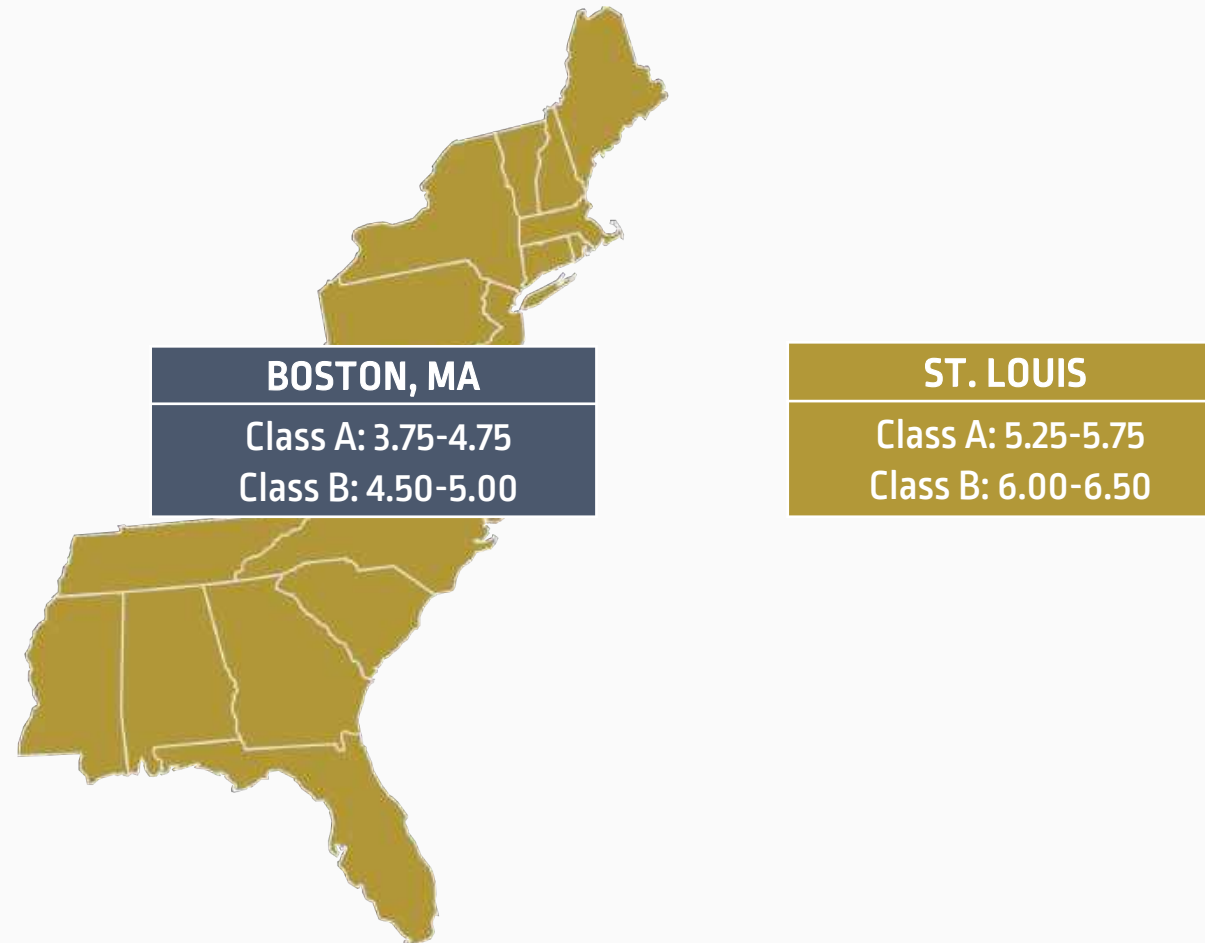 BOSTON, MA
Class A: 3.75-4.75
Class B: 4.50-5.00
ST. LOUIS
Class A: 5.25-5.75
Class B: 6.00-6.50